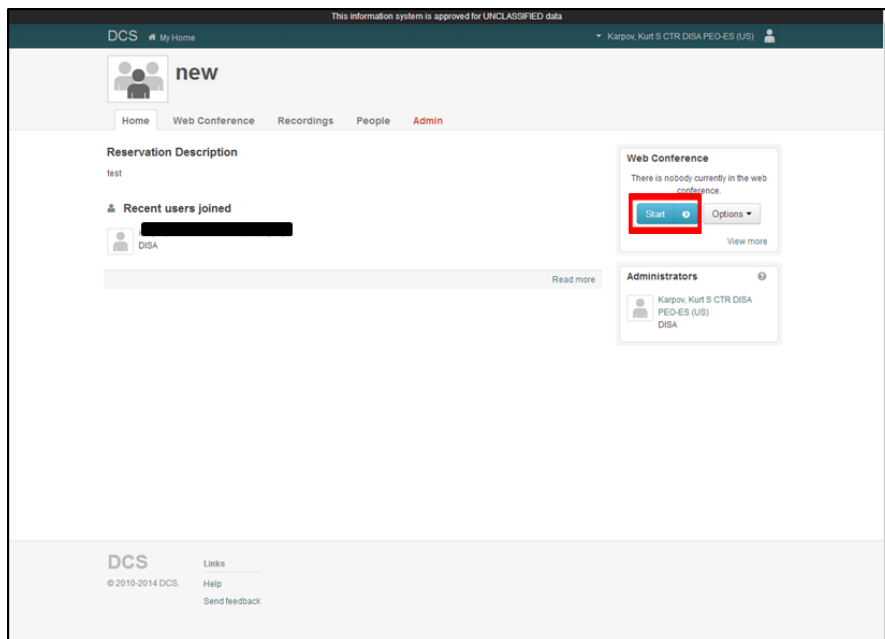 This information system is approved for UNCLASSIFIED data
DCS My Home
Karpov, Kurt S CTR DISA PEO-ES (US)
new
Home Web Conference Recordings People Admin
Reservation Description
test
Recent users joined
DISA
Read more
Web Conference
There is nobody currently in the web
conference.
Start Options
View more
Administrators
Karpov, Kurt S CTR DISA
PEO-ES (US)
DISA
DCS
© 2010-2014 DCS.
Links
Help
Send feedback